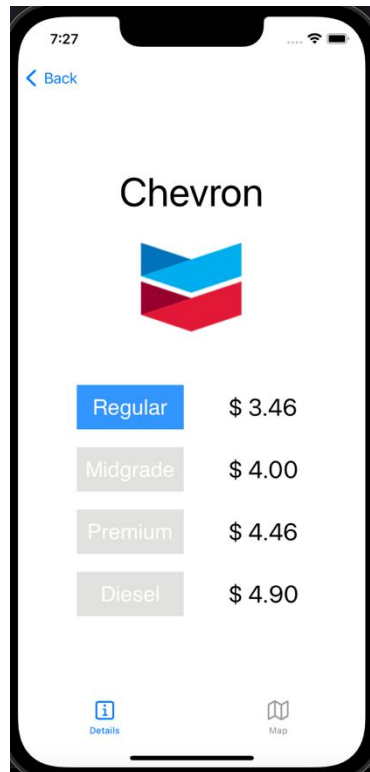 7:27
Back
Chevron
Regular $ 3.46
Midgrade $ 4.00
Premium $ 4.46
Diesel $ 4.90
Details Map